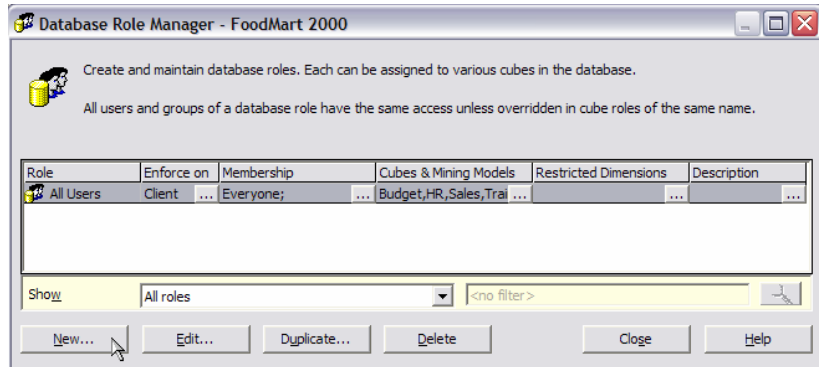 Database Role Manager - FoodMart 2000
Create and maintain database roles. Each can be assigned to various cubes in the database.
All users and groups of a database role have the same access unless overridden in cube roles of the same name.
Role Enforce on Membership Cubes & Mining Models Restricted Dimensions Description
All Users Client ... Everyone; ... Budget,HR,Sales,Trai ... ... ...
Show All roles <no filter>
New... Edit... Duplicate... Delete Close Help